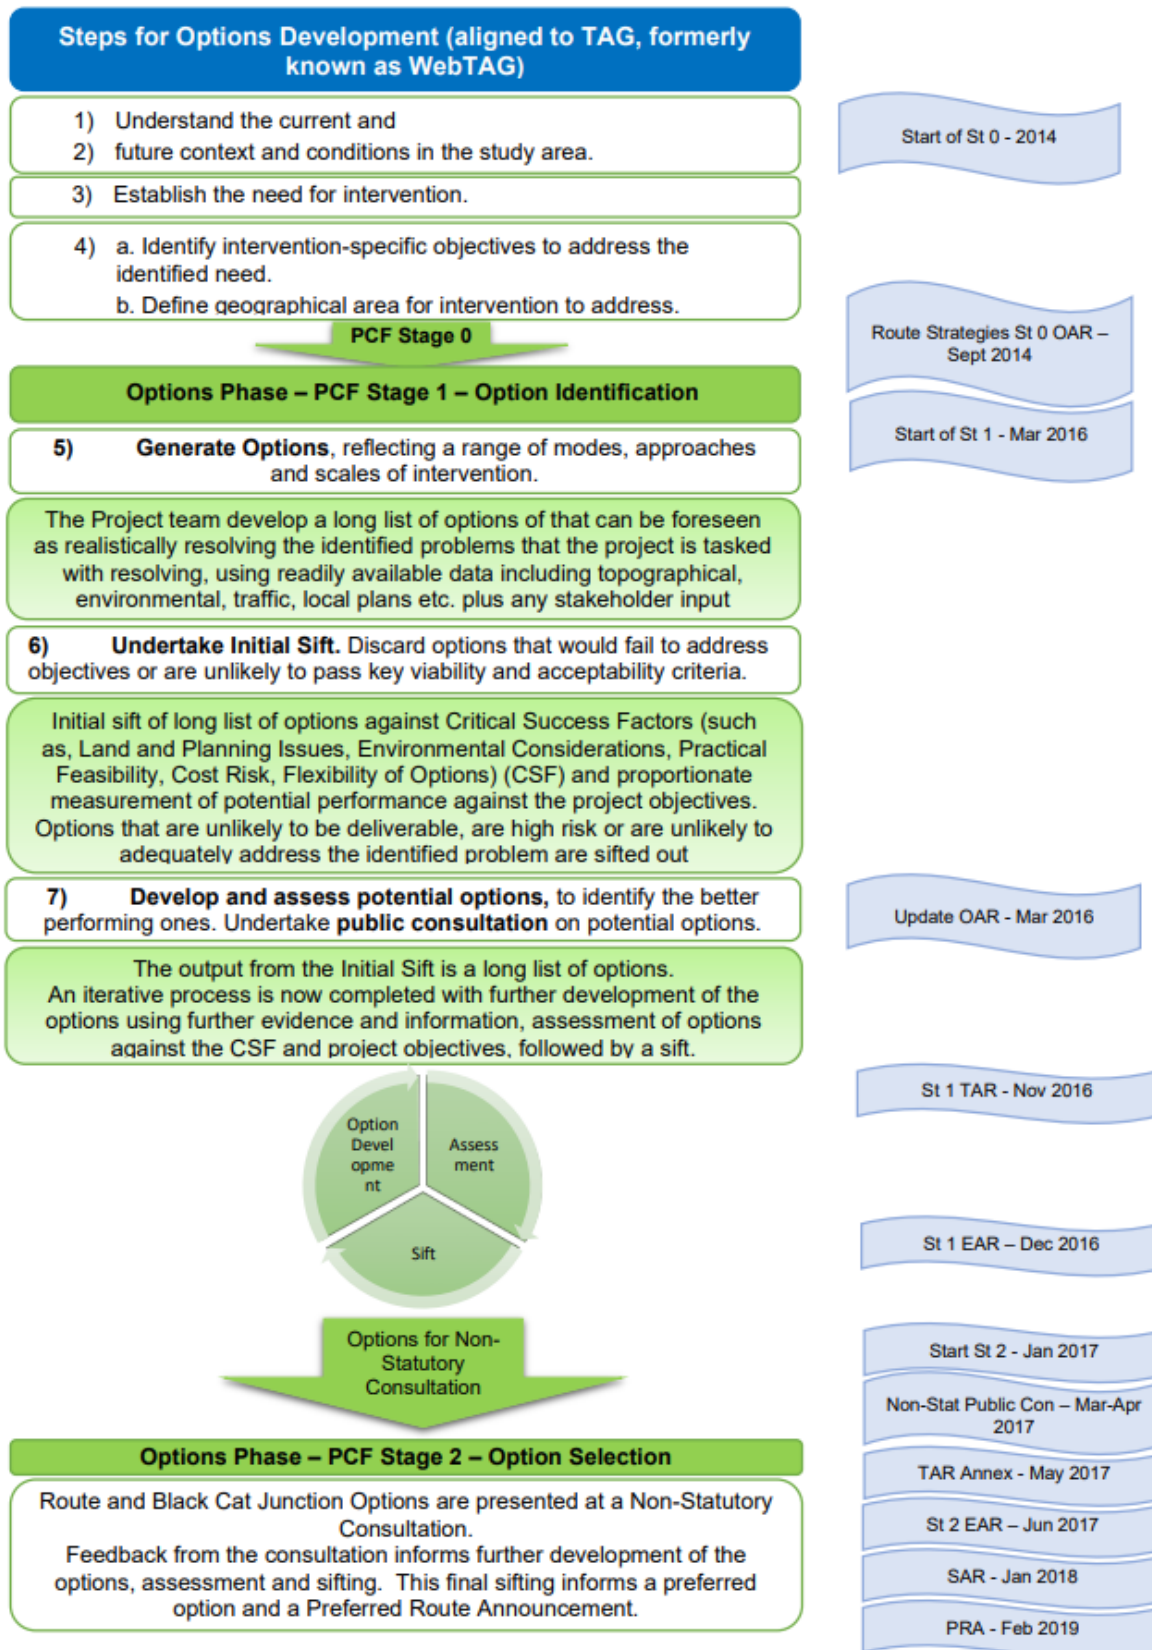 Steps for Options Development (aligned to TAG, formerly
known as WebTAG)
1) Understand the current and
2) future context and conditions in the study area.
Start of St 0 - 2014
3) Establish the need for intervention.
4) a. Identify intervention-specific objectives to address the
identified need.
b. Define geographical area for intervention to address.
PCF Stage 0
Route Strategies St 0 OAR –
Sept 2014
Options Phase – PCF Stage 1 – Option Identification
Start of St 1 - Mar 2016
5) Generate Options, reflecting a range of modes, approaches
and scales of intervention.
The Project team develop a long list of options of that can be foreseen
as realistically resolving the identified problems that the project is tasked
with resolving, using readily available data including topographical,
environmental, traffic, local plans etc. plus any stakeholder input
6) Undertake Initial Sift. Discard options that would fail to address
objectives or are unlikely to pass key viability and acceptability criteria.
Initial sift of long list of options against Critical Success Factors (such
as, Land and Planning Issues, Environmental Considerations, Practical
Feasibility, Cost Risk, Flexibility of Options) (CSF) and proportionate
measurement of potential performance against the project objectives.
Options that are unlikely to be deliverable, are high risk or are unlikely to
adequately address the identified problem are sifted out
7) Develop and assess potential options, to identify the better
performing ones. Undertake public consultation on potential options.
Update OAR - Mar 2016
The output from the Initial Sift is a long list of options.
An iterative process is now completed with further development of the
options using further evidence and information, assessment of options
against the CSF and project objectives, followed by a sift.
St 1 TAR - Nov 2016
Option
Devel
opme
nt
Assess
ment
Sift
St 1 EAR – Dec 2016
Options for Non-
Statutory
Consultation
Start St 2 - Jan 2017
Non-Stat Public Con – Mar-Apr
2017
Options Phase – PCF Stage 2 – Option Selection
TAR Annex - May 2017
Route and Black Cat Junction Options are presented at a Non-Statutory
Consultation.
Feedback from the consultation informs further development of the
options, assessment and sifting. This final sifting informs a preferred
option and a Preferred Route Announcement.
St 2 EAR – Jun 2017
SAR - Jan 2018
PRA - Feb 2019